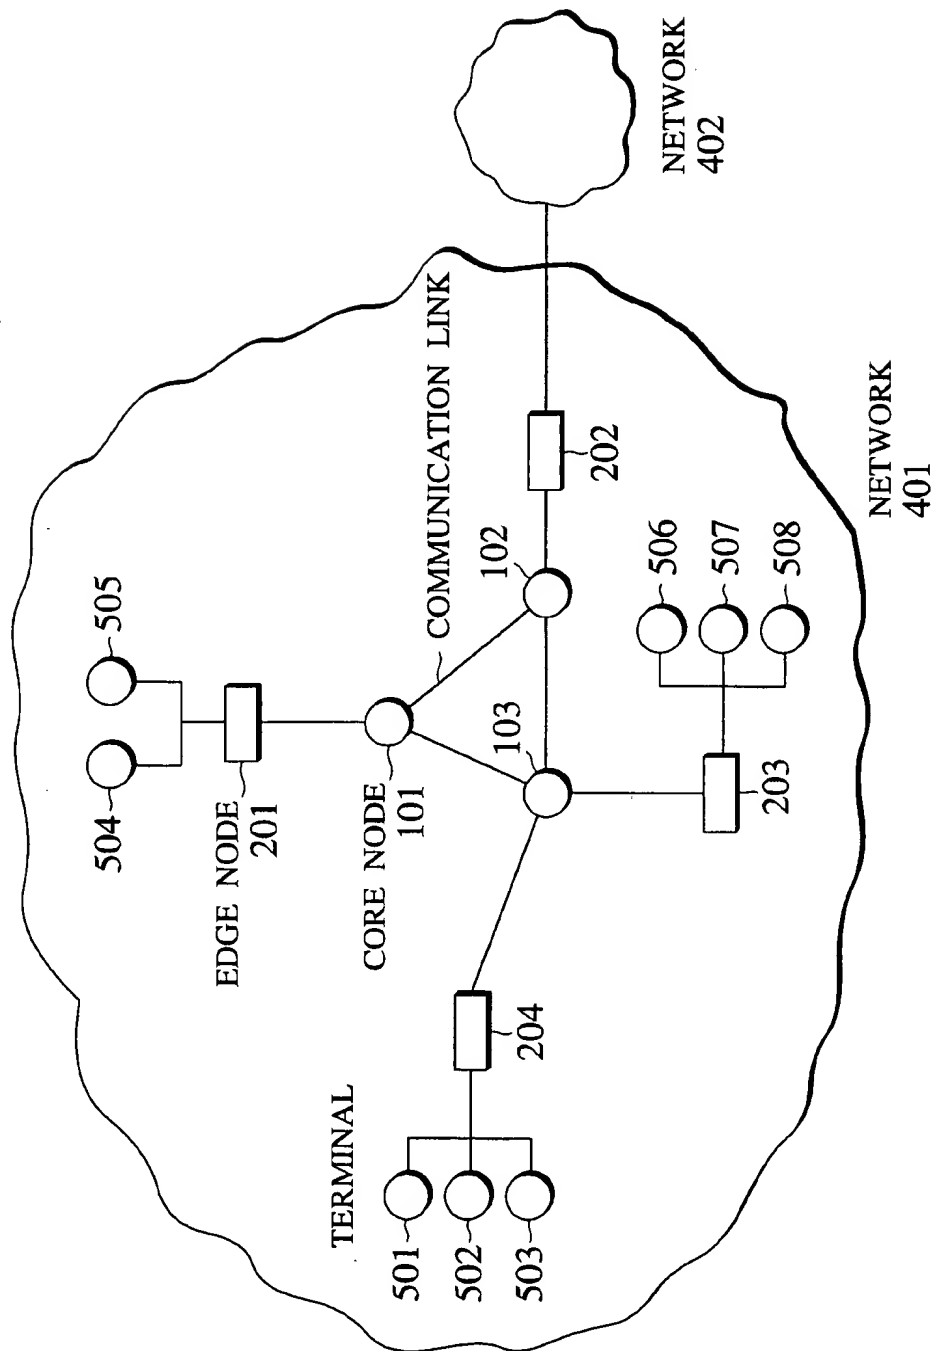 TERMINAL
501
502
503
204
EDGE NODE
201
504
505
CORE NODE
101
COMMUNICATION LINK
102
103
202
203
506
507
508
NETWORK
401
NETWORK
402